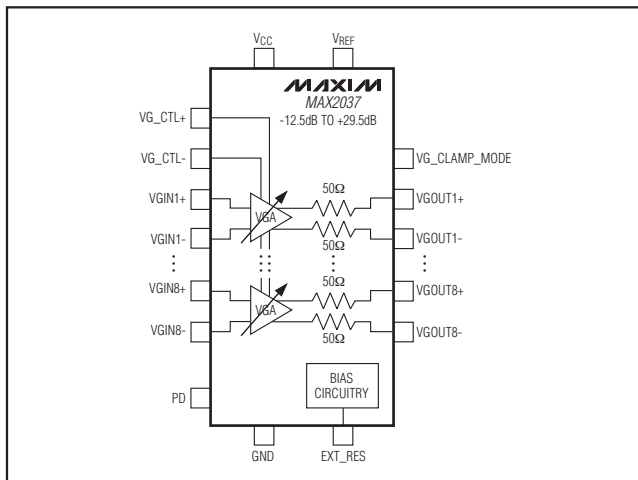 VCC
VREF
MAXIM
MAX2037
-12.5dB TO +29.5dB
VG_CTL+
VG_CTL-
VG_CLAMP_MODE
VGIN1+
VGA
50Ω
VGOUT1+
VGIN1-
50Ω
VGOUT1-
VGIN8+
VGA
50Ω
VGOUT8+
VGIN8-
50Ω
VGOUT8-
BIAS
CIRCUITRY
PD
GND
EXT_RES